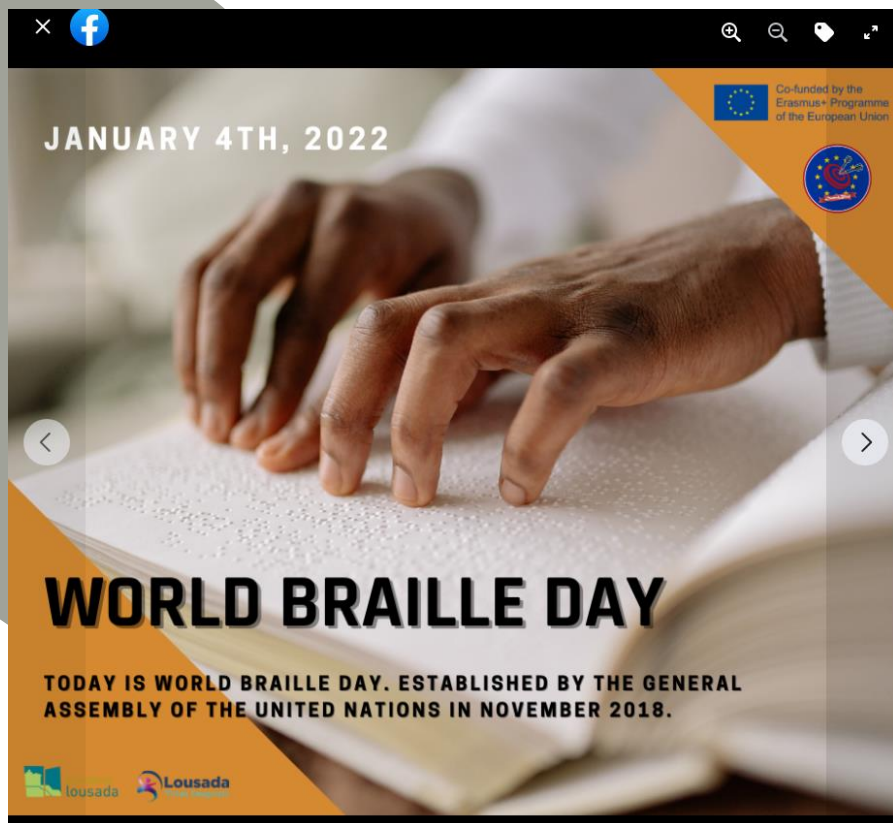 Co-funded by the
Erasmus+ Programme
of the European Union
JANUARY 4TH, 2022
WORLD BRAILLE DAY
TODAY IS WORLD BRAILLE DAY. ESTABLISHED BY THE GENERAL
ASSEMBLY OF THE UNITED NATIONS IN NOVEMBER 2018.
lousada
Lousada